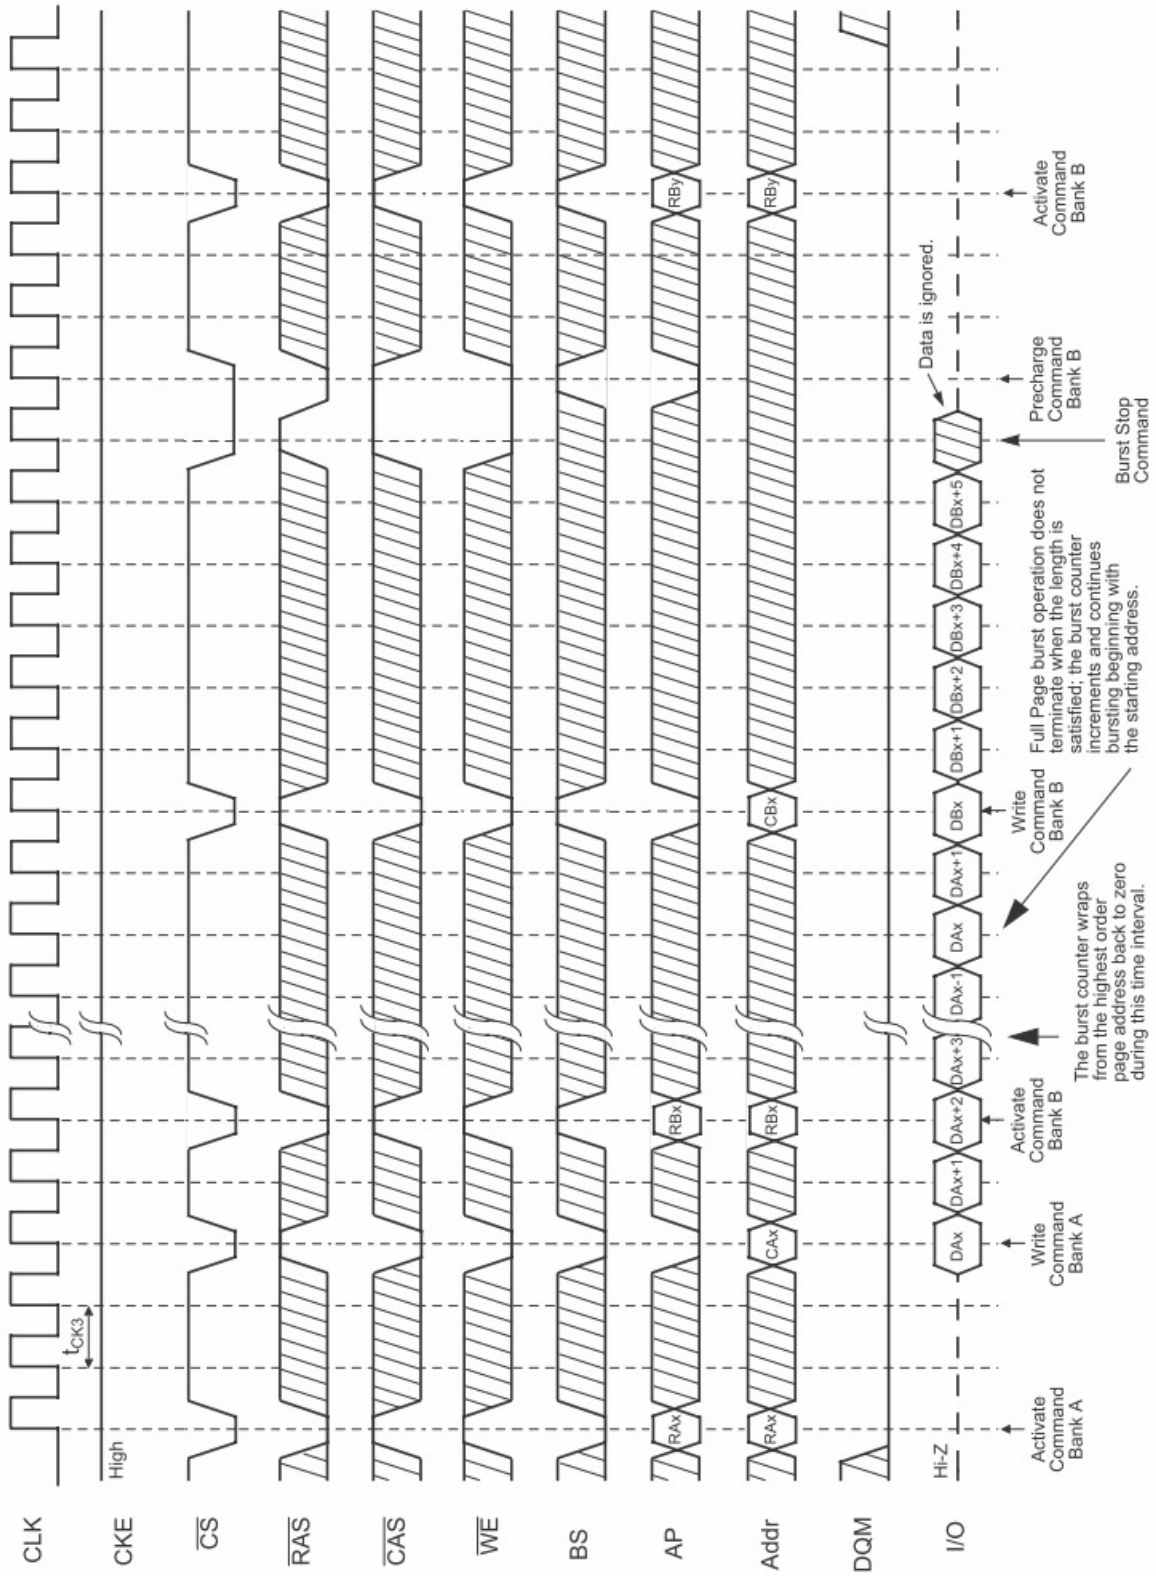 CLK
CKE
High
tCK3
CS
RAS
CAS
WE
BS
AP
RAx
RBx
RBy
Addr
RAx
CAx
RBx
CBx
RBy
DQM
I/O
Hi-Z
DAx
DAx+1
DAx+2
DAx+3
DAx-1
DAx
DAx+1
DBx
DBx+1
DBx+2
DBx+3
DBx+4
DBx+5
Data is ignored.
Activate
Command
Bank A
Write
Command
Bank A
Activate
Command
Bank B
The burst counter wraps
from the highest order
page address back to zero
during this time interval.
Write
Command
Bank B
Full Page burst operation does not
terminate when the length is
satisfied; the burst counter
increments and continues
bursting beginning with
the starting address.
Burst Stop
Command
Precharge
Command
Bank B
Activate
Command
Bank B